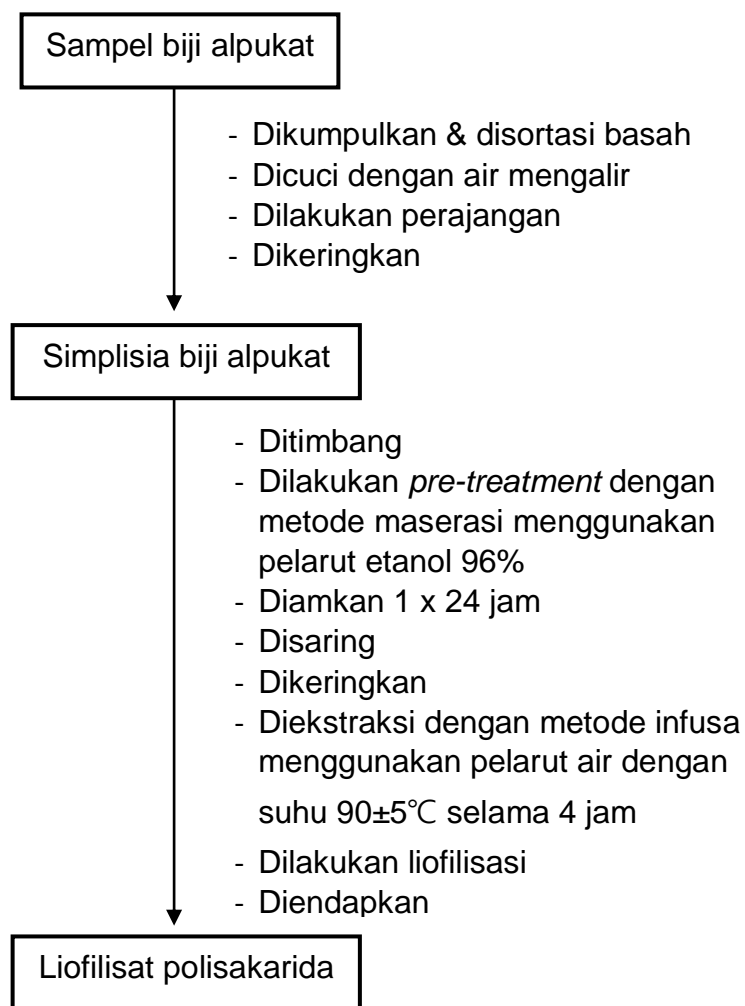 Sampel biji alpukat
- Dikumpulkan & disortasi basah
- Dicuci dengan air mengalir
- Dilakukan perajangan
- Dikeringkan
Simplisia biji alpukat
- Ditimbang
- Dilakukan pre-treatment dengan
metode maserasi menggunakan
pelarut etanol 96%
- Diamkan 1 x 24 jam
- Disaring
- Dikeringkan
- Diekstraksi dengan metode infusa
menggunakan pelarut air dengan
suhu 90±5℃ selama 4 jam
- Dilakukan liofilisasi
- Diendapkan
Liofilisat polisakarida